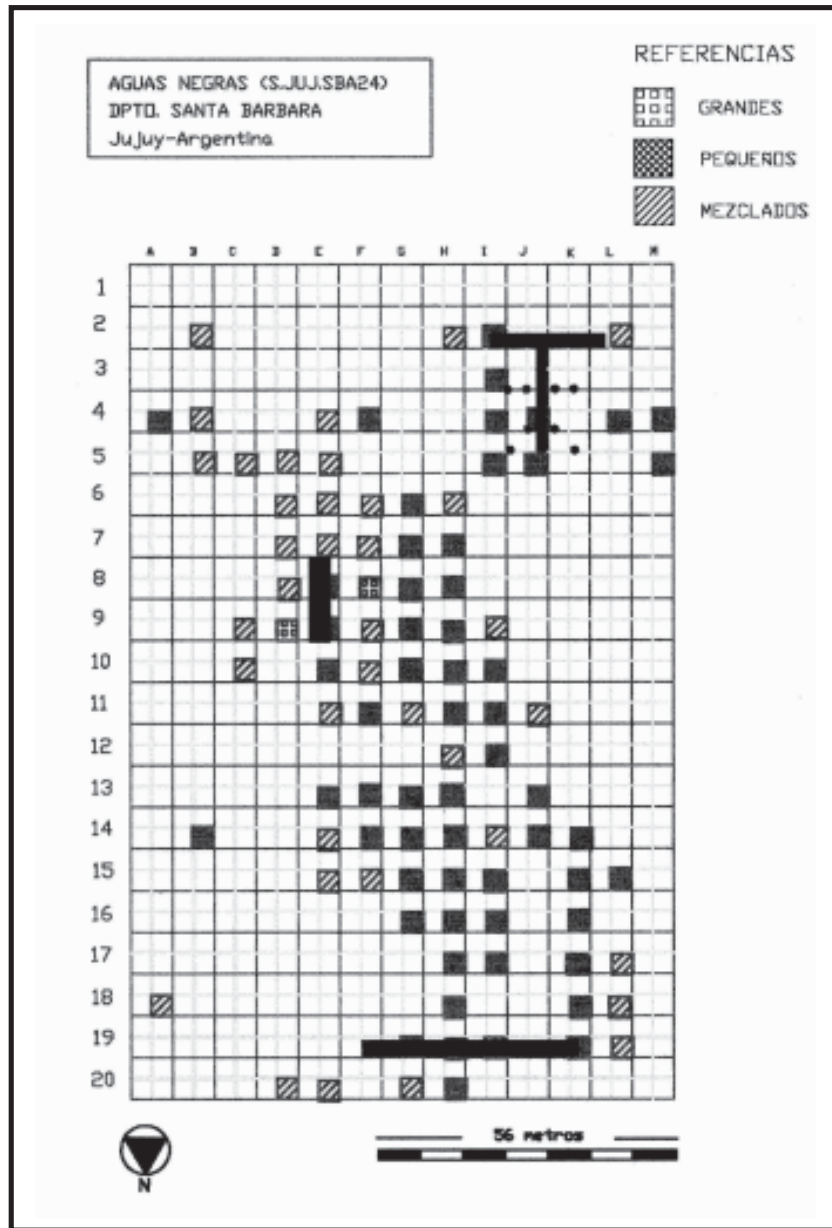 AGUAS NEGRAS (S.JUJ.SBA24)
DPTO. SANTA BARBARA
Jujuy-Argentina
REFERENCIAS
GRANDES
PEQUEÑOS
MEZCLADOS
A B C D E F G H I J K L M
1
2
3
4
5
6
7
8
9
10
11
12
13
14
15
16
17
18
19
20
56 metros
N